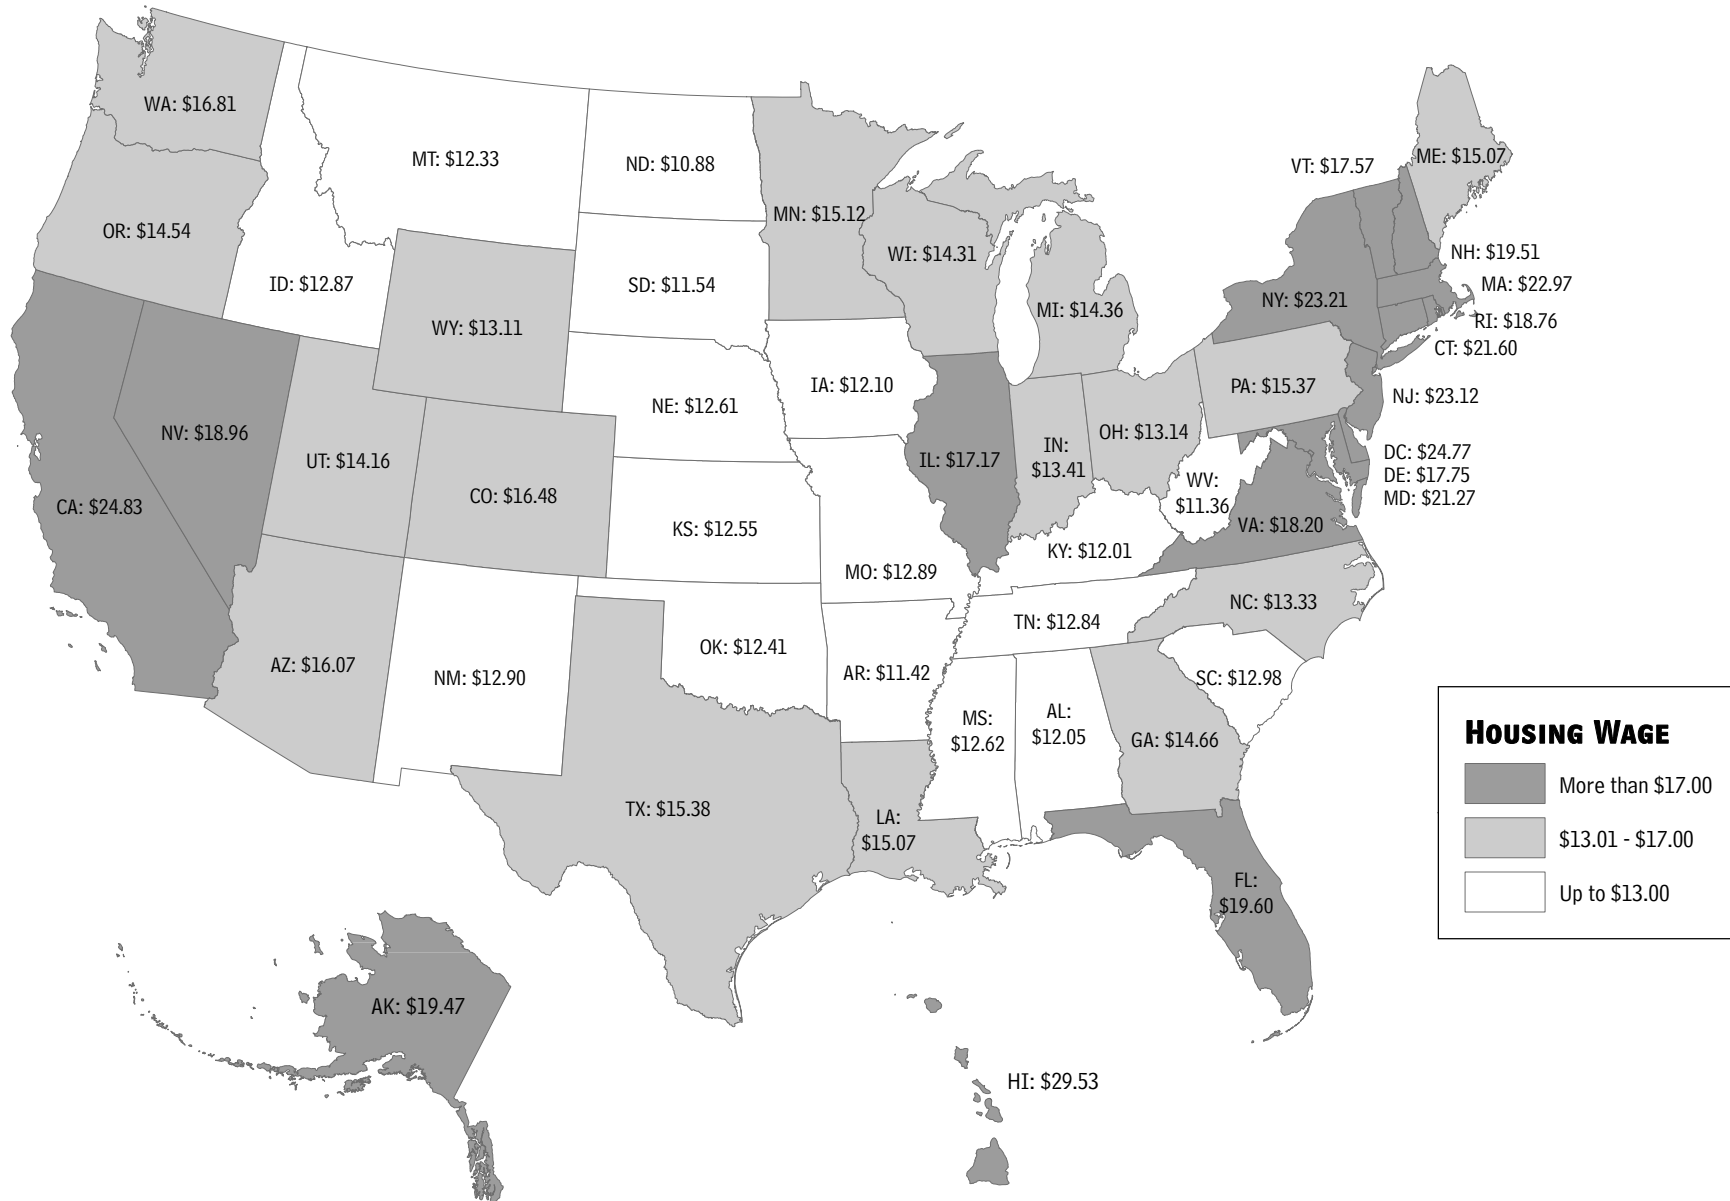 WA: $16.81
MT: $12.33
ND: $10.88
VT: $17.57
ME: $15.07
OR: $14.54
MN: $15.12
ID: $12.87
SD: $11.54
WI: $14.31
NH: $19.51
MA: $22.97
WY: $13.11
MI: $14.36
NY: $23.21
RI: $18.76
CT: $21.60
NV: $18.96
NE: $12.61
IA: $12.10
PA: $15.37
NJ: $23.12
UT: $14.16
CO: $16.48
IL: $17.17
IN:
$13.41
OH: $13.14
DC: $24.77
DE: $17.75
MD: $21.27
CA: $24.83
KS: $12.55
WV:
$11.36
VA: $18.20
MO: $12.89
KY: $12.01
AZ: $16.07
NM: $12.90
OK: $12.41
AR: $11.42
TN: $12.84
NC: $13.33
SC: $12.98
MS:
$12.62
AL:
$12.05
GA: $14.66
TX: $15.38
LA:
$15.07
FL:
$19.60
AK: $19.47
HI: $29.53
HOUSING WAGE
More than $17.00
$13.01 - $17.00
Up to $13.00